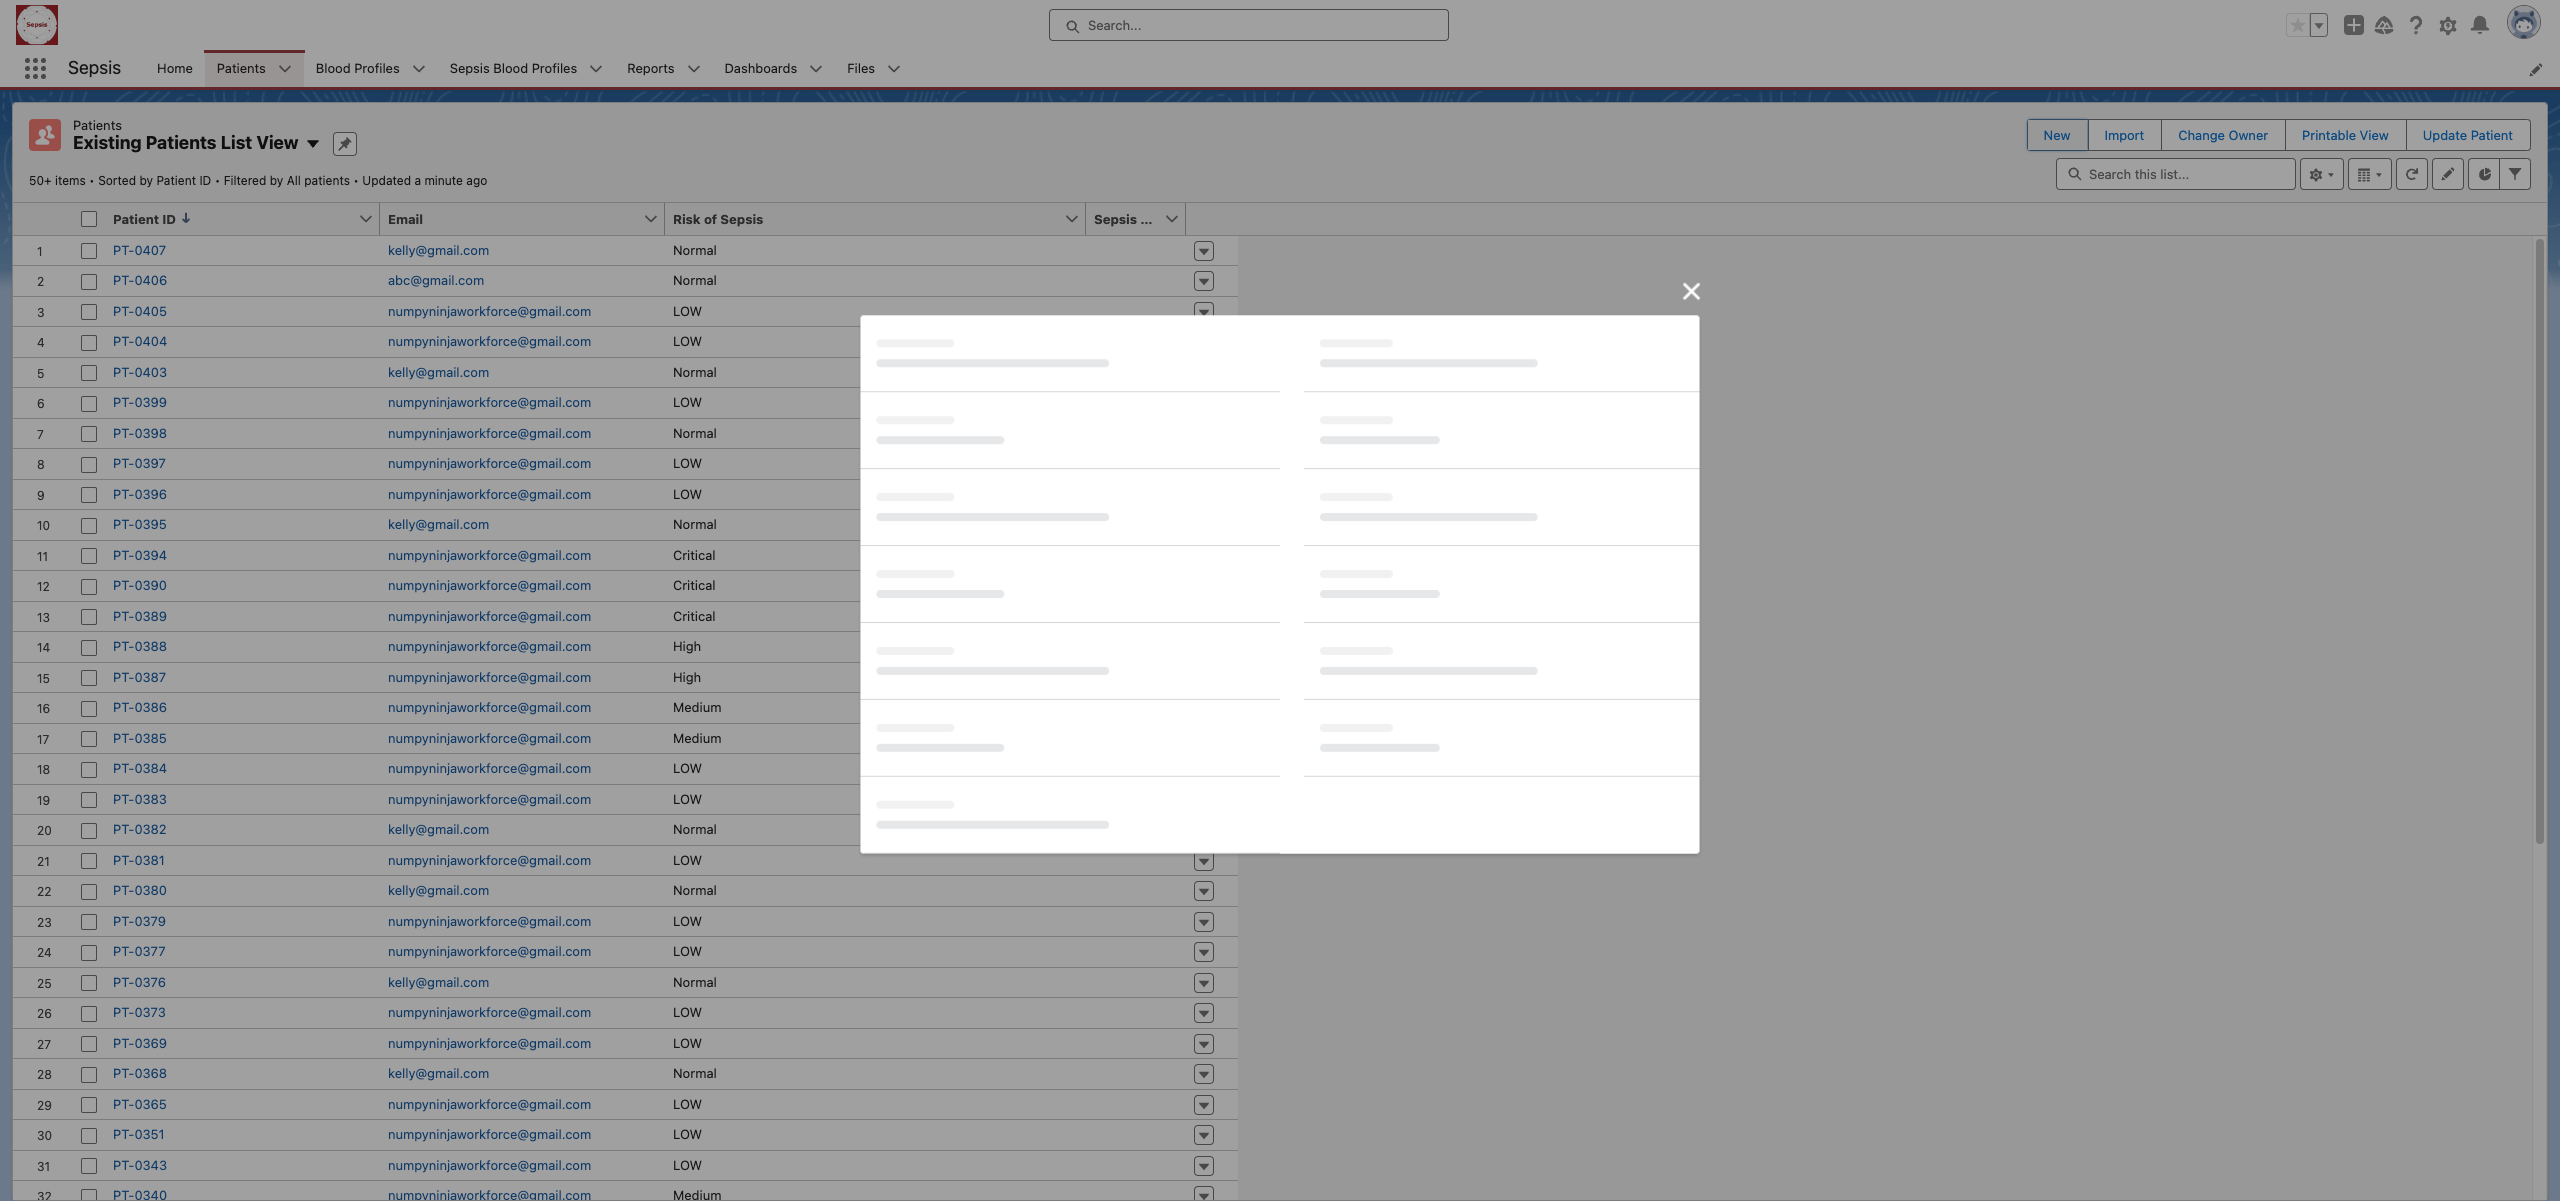 Sepsis
Search...
Sepsis
Home
Patients
Blood Profiles
Sepsis Blood Profiles
Reports
Dashboards
Files
Patients
Existing Patients List View
New
Import
Change Owner
Printable View
Update Patient
50+ items • Sorted by Patient ID • Filtered by All patients • Updated a minute ago
Search this list...
Patient ID Email Risk of Sepsis Sepsis ...
1 PT-0407 kelly@gmail.com Normal
2 PT-0406 abc@gmail.com Normal
3 PT-0405 numpyninjaworkforce@gmail.com LOW
4 PT-0404 numpyninjaworkforce@gmail.com LOW
5 PT-0403 kelly@gmail.com Normal
6 PT-0399 numpyninjaworkforce@gmail.com LOW
7 PT-0398 numpyninjaworkforce@gmail.com Normal
8 PT-0397 numpyninjaworkforce@gmail.com LOW
9 PT-0396 numpyninjaworkforce@gmail.com LOW
10 PT-0395 kelly@gmail.com Normal
11 PT-0394 numpyninjaworkforce@gmail.com Critical
12 PT-0390 numpyninjaworkforce@gmail.com Critical
13 PT-0389 numpyninjaworkforce@gmail.com Critical
14 PT-0388 numpyninjaworkforce@gmail.com High
15 PT-0387 numpyninjaworkforce@gmail.com High
16 PT-0386 numpyninjaworkforce@gmail.com Medium
17 PT-0385 numpyninjaworkforce@gmail.com Medium
18 PT-0384 numpyninjaworkforce@gmail.com LOW
19 PT-0383 numpyninjaworkforce@gmail.com LOW
20 PT-0382 kelly@gmail.com Normal
21 PT-0381 numpyninjaworkforce@gmail.com LOW
22 PT-0380 kelly@gmail.com Normal
23 PT-0379 numpyninjaworkforce@gmail.com LOW
24 PT-0377 numpyninjaworkforce@gmail.com LOW
25 PT-0376 kelly@gmail.com Normal
26 PT-0373 numpyninjaworkforce@gmail.com LOW
27 PT-0369 numpyninjaworkforce@gmail.com LOW
28 PT-0368 kelly@gmail.com Normal
29 PT-0365 numpyninjaworkforce@gmail.com LOW
30 PT-0351 numpyninjaworkforce@gmail.com LOW
31 PT-0343 numpyninjaworkforce@gmail.com LOW
32 PT-0340 numpyninjaworkforce@gmail.com Medium